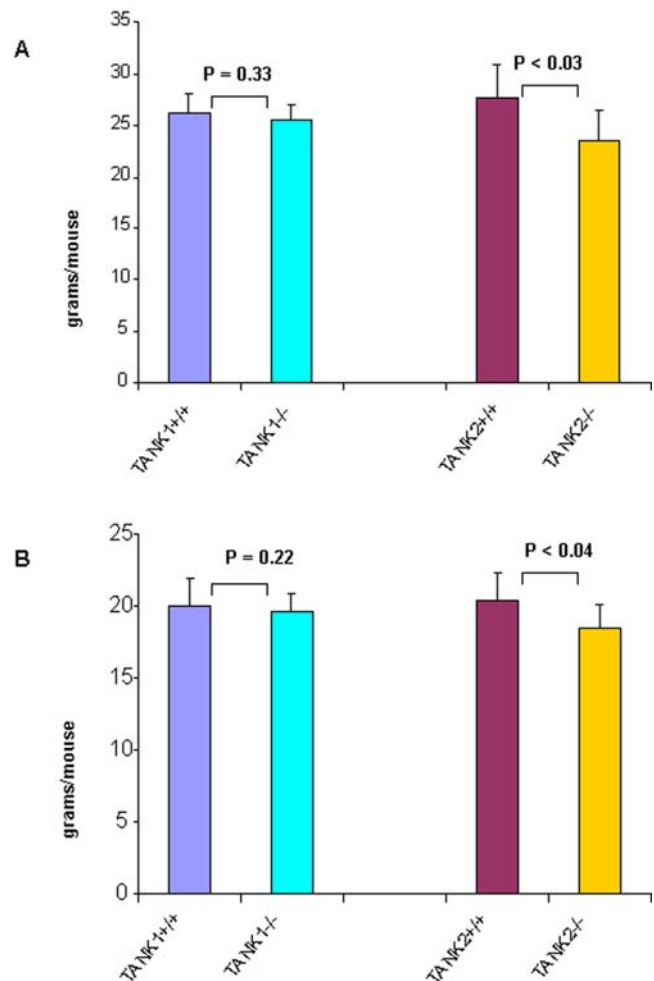 A
35
30
25
20
15
10
5
0
grams/mouse
P = 0.33
P < 0.03
TANK1+/+
TANK1-/-
TANK2+/+
TANK2-/-
B
25
20
15
10
5
0
grams/mouse
P = 0.22
P < 0.04
TANK1+/+
TANK1-/-
TANK2+/+
TANK2-/-